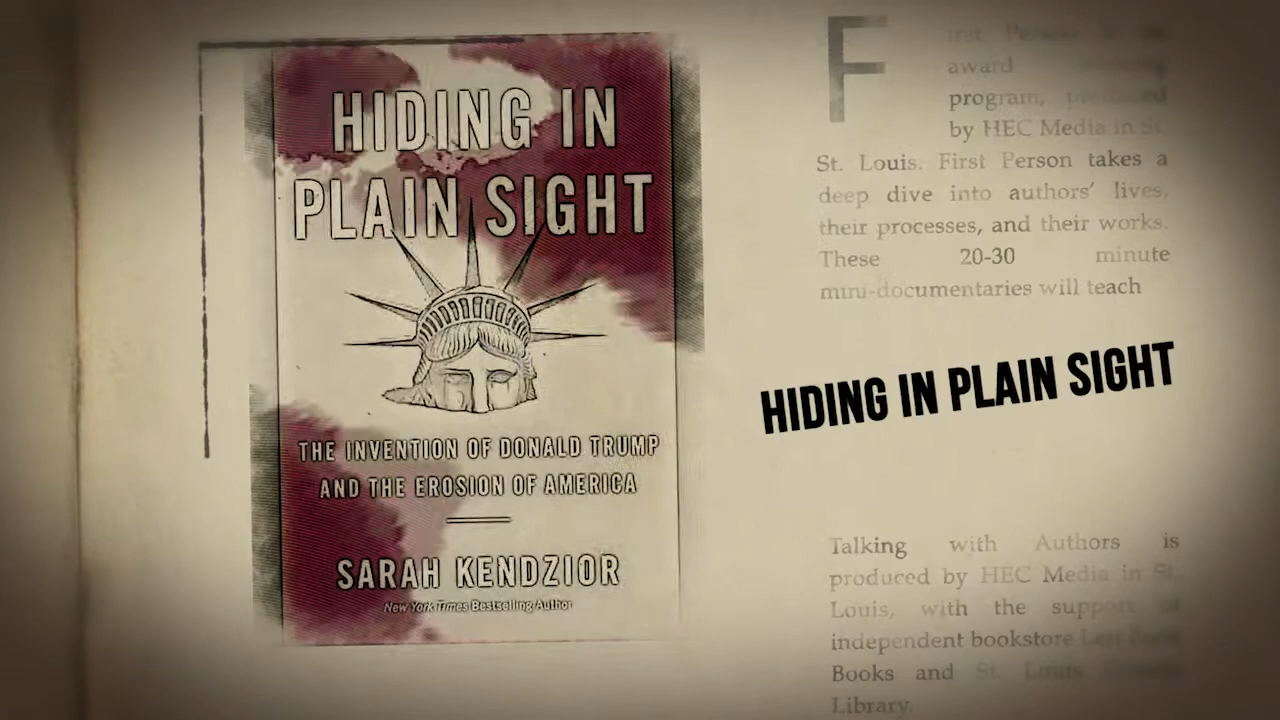 HIDING IN
PLAIN SIGHT
THE INVENTION OF DONALD TRUMP
AND THE EROSION OF AMERICA
SARAH KENDZIOR
New York Times Bestselling Author
F
award
program, produced
by HEC Media in St.
St. Louis. First Person takes a
deep dive into authors’ lives,
their processes, and their works.
These 20-30 minute
mini-documentaries will teach
HIDING IN PLAIN SIGHT
Talking with Authors is
produced by HEC Media in St.
Louis, with the support of
independent bookstore
Books and St. Louis
Library.